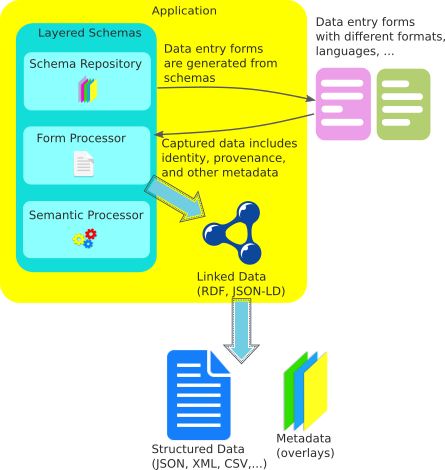 Application
Layered Schemas
Schema Repository
Form Processor
Semantic Processor
Data entry forms
are generated from
schemas
Data entry forms
with different formats,
languages, ...
Captured data includes
identity, provenance,
and other metadata
Linked Data
(RDF, JSON-LD)
Structured Data
(JSON, XML, CSV,...)
Metadata
(overlays)